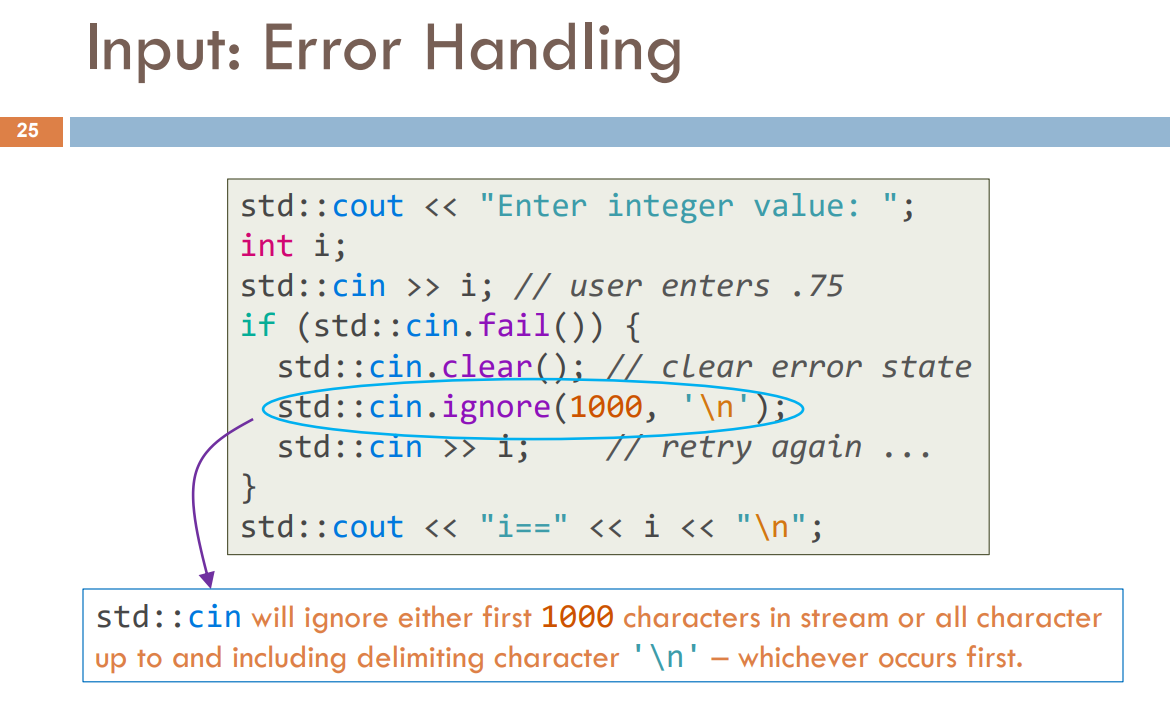 Input: Error Handling
25
std::cout << "Enter integer value: ";
int i;
std::cin >> i; // user enters .75
if (std::cin.fail()) {
  std::cin.clear(); // clear error state
  std::cin.ignore(1000, '\n');
  std::cin >> i;    // retry again ...
}
std::cout << "i==" << i << "\n";
std::cin will ignore either first 1000 characters in stream or all character
up to and including delimiting character '\n' – whichever occurs first.